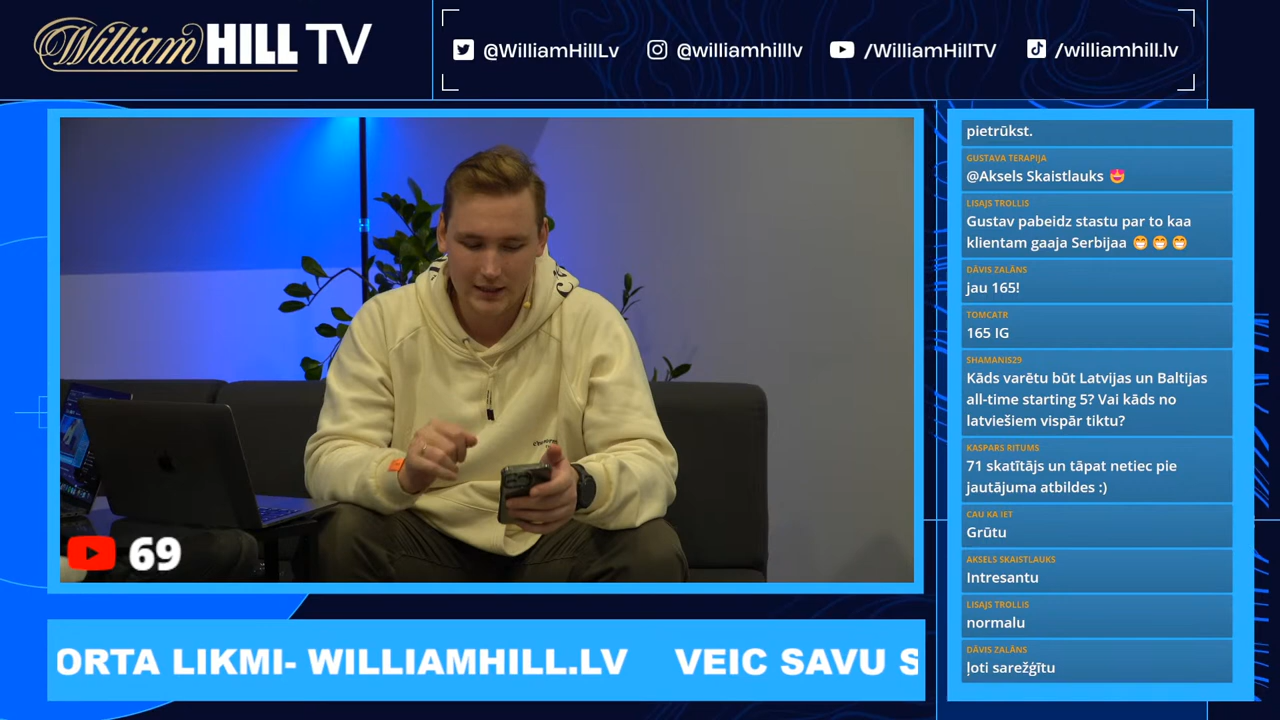 William HILL TV
@WilliamHillLv
@williamhilllv
/WilliamHillTV
/williamhill.lv
pietrūkst.
GUSTAVA TERAPIJA
@Aksels Skaistlauks 😍
LISAJS TROLLIS
Gustav pabeidz stastu par to kaa
klientam gaaja Serbijaa 😁 😁 😁
DĀVIS ZALĀNS
jau 165!
TOMCATR
165 IG
SHAMANIS29
Kāds varētu būt Latvijas un Baltijas
all-time starting 5? Vai kāds no
latviešiem vispār tiktu?
KASPARS RITUMS
71 skatītājs un tāpat netiec pie
jautājuma atbildes :)
CAU KA IET
Grūtu
AKSELS SKAISTLAUKS
Intresantu
LISAJS TROLLIS
normalu
DĀVIS ZALĀNS
ļoti sarežģītu
69
ORTA LIKMI- WILLIAMHILL.LV VEIC SAVU S